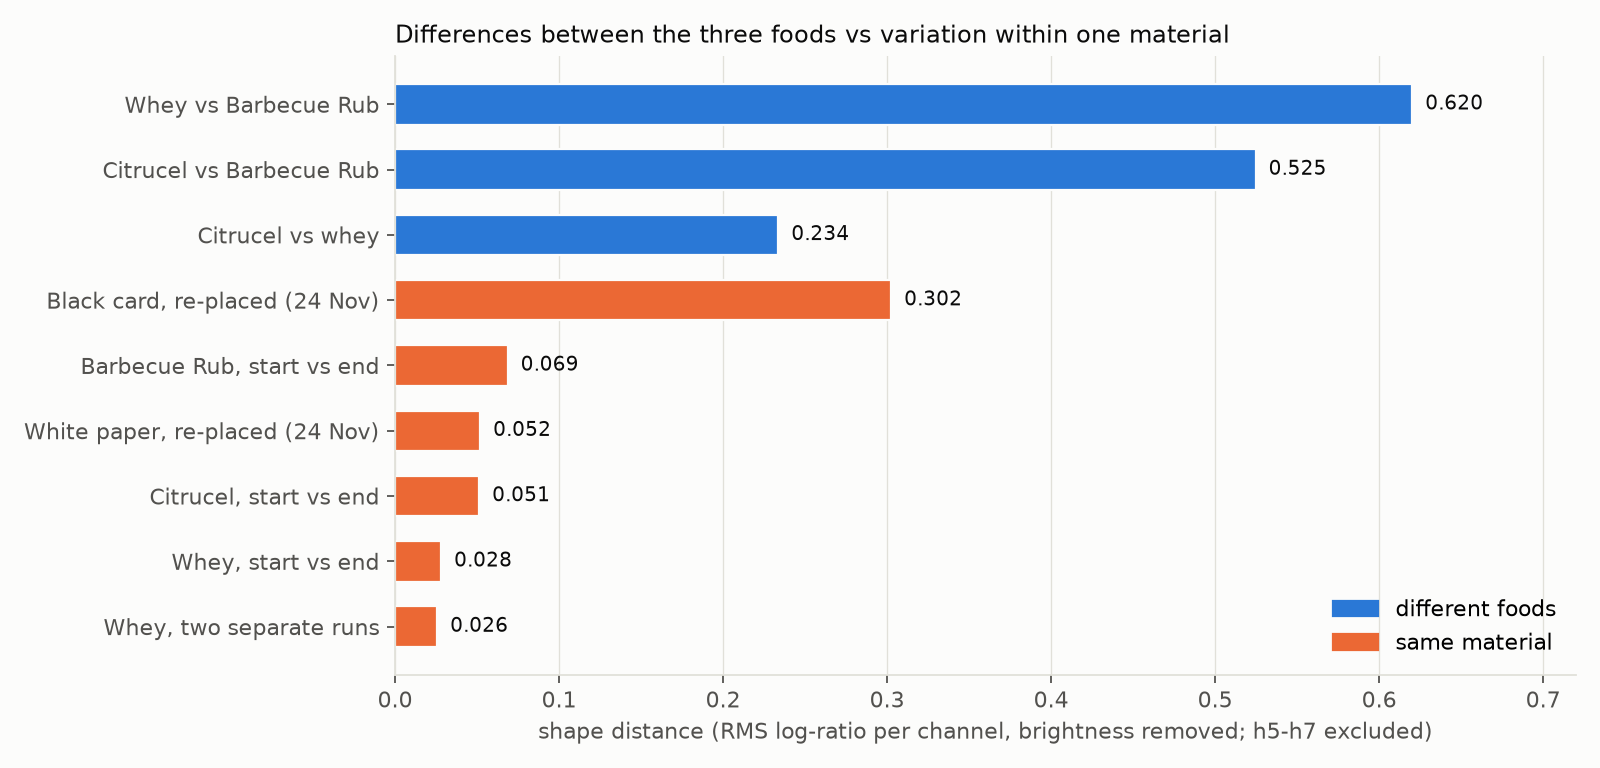 Differences between the three foods vs variation within one material
Whey vs Barbecue Rub
0.620
Citrucel vs Barbecue Rub
0.525
Citrucel vs whey
0.234
Black card, re-placed (24 Nov)
0.302
Barbecue Rub, start vs end
0.069
White paper, re-placed (24 Nov)
0.052
Citrucel, start vs end
0.051
Whey, start vs end
0.028
Whey, two separate runs
0.026
different foods
same material
0.0 0.1 0.2 0.3 0.4 0.5 0.6 0.7
shape distance (RMS log-ratio per channel, brightness removed; h5-h7 excluded)